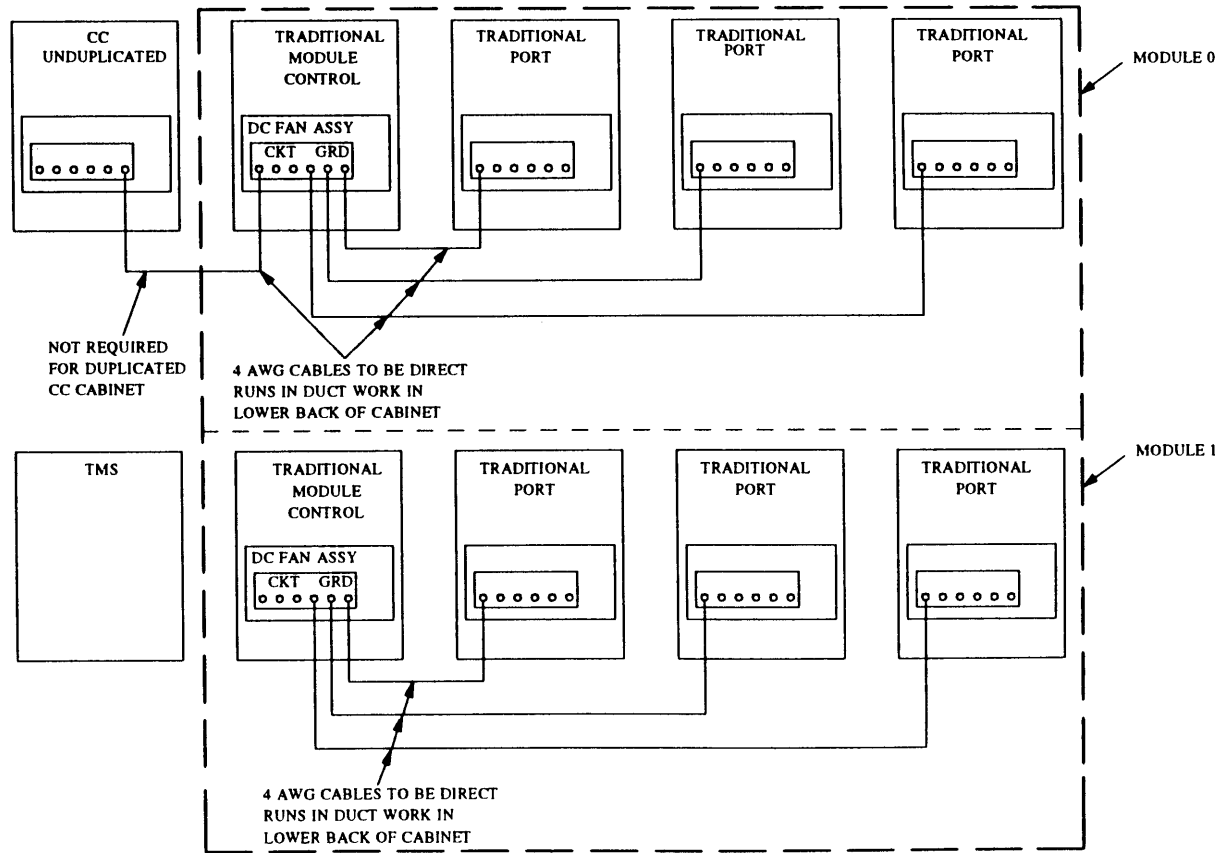 CC
UNDUPLICATED
TRADITIONAL
MODULE
CONTROL
TRADITIONAL
PORT
TRADITIONAL
PORT
TRADITIONAL
PORT
MODULE 0
DC FAN ASSY
CKT GRD
NOT REQUIRED
FOR DUPLICATED
CC CABINET
4 AWG CABLES TO BE DIRECT
RUNS IN DUCT WORK IN
LOWER BACK OF CABINET
TMS
TRADITIONAL
MODULE
CONTROL
TRADITIONAL
PORT
TRADITIONAL
PORT
TRADITIONAL
PORT
MODULE 1
DC FAN ASSY
CKT GRD
4 AWG CABLES TO BE DIRECT
RUNS IN DUCT WORK IN
LOWER BACK OF CABINET